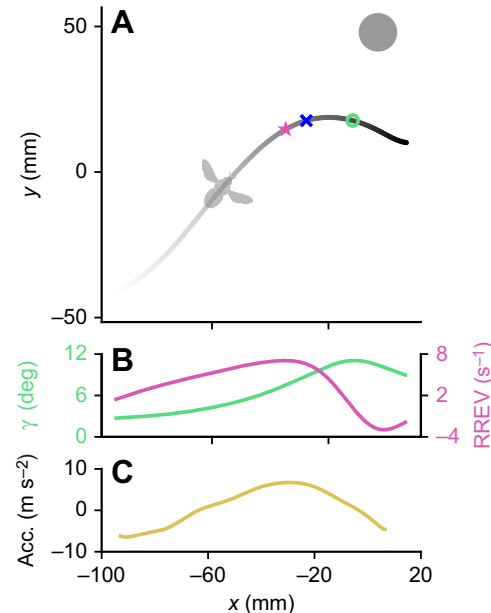 A
50
0
–50
y (mm)
B
12
6
0
γ (deg)
8
2
–4
RREV (s–1)
C
10
0
–10
Acc. (m s–2)
–100
–60
–20
20
x (mm)